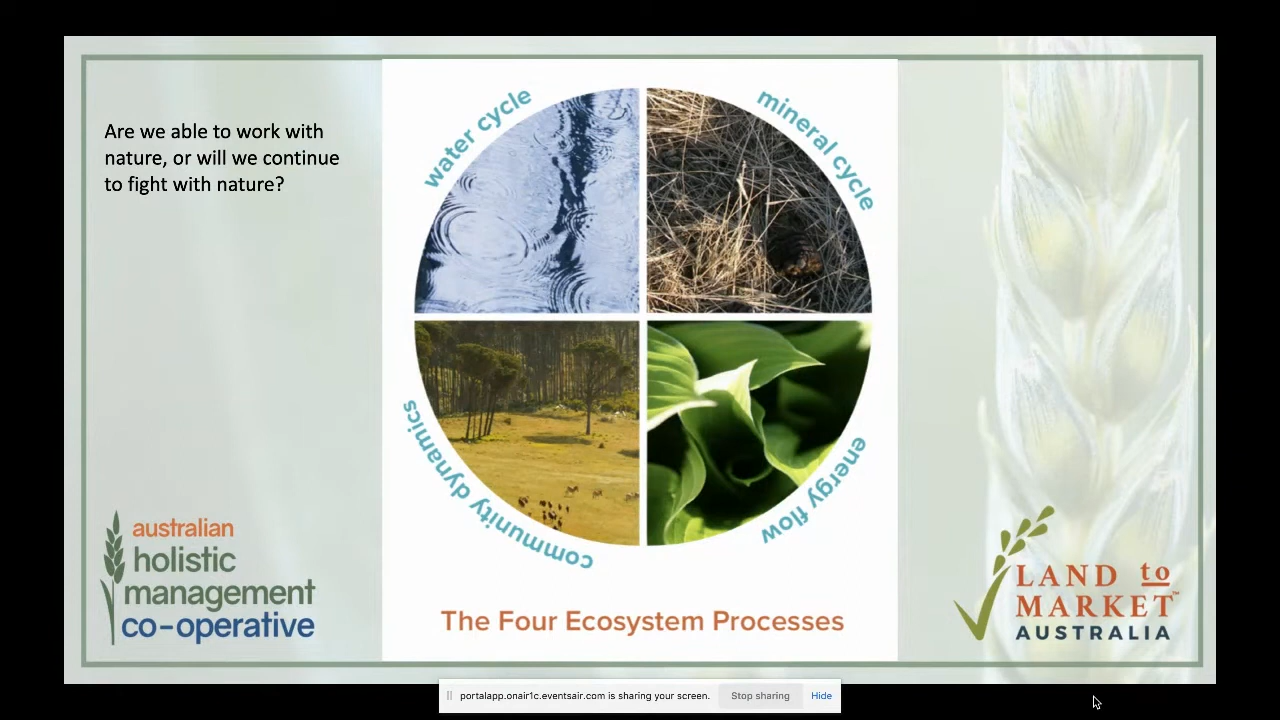 Are we able to work with
nature, or will we continue
to fight with nature?
water cycle
mineral cycle
community dynamics
energy flow
The Four Ecosystem Processes
australian
holistic
management
co-operative
LAND to
MARKET™
AUSTRALIA
portalapp.onair1c.eventsair.com is sharing your screen.
Stop sharing
Hide